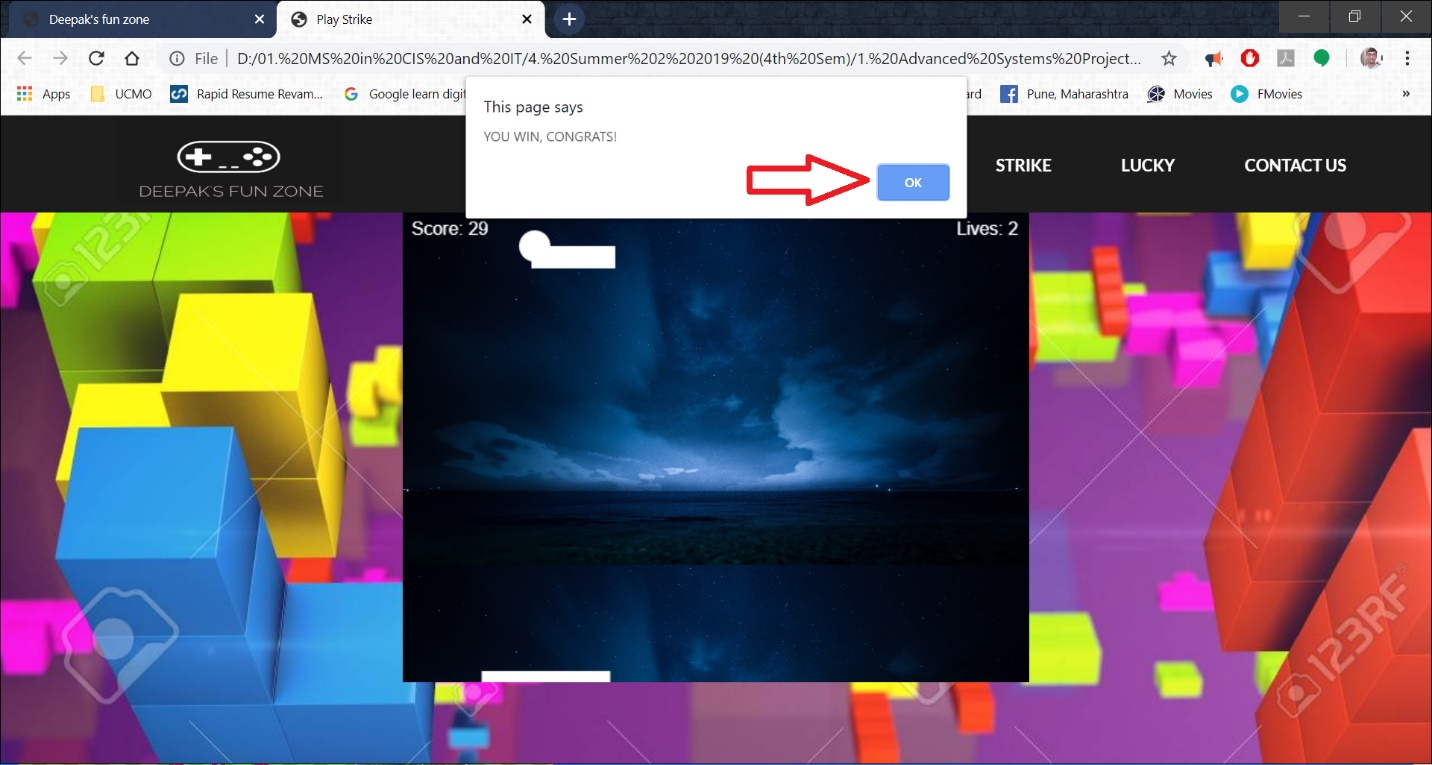 Deepak's fun zone
Play Strike
File
D:/01.%20MS%20in%20CIS%20and%20IT/4.%20Summer%202%202019%20(4th%20Sem)/1.%20Advanced%20Systems%20Project...
Apps
UCMO
Rapid Resume Revam...
Google learn digit
ard
Pune, Maharashtra
Movies
FMovies
»
This page says
YOU WIN, CONGRATS!
OK
DEEPAK'S FUN ZONE
STRIKE
LUCKY
CONTACT US
Score: 29
Lives: 2
123RF
123RF